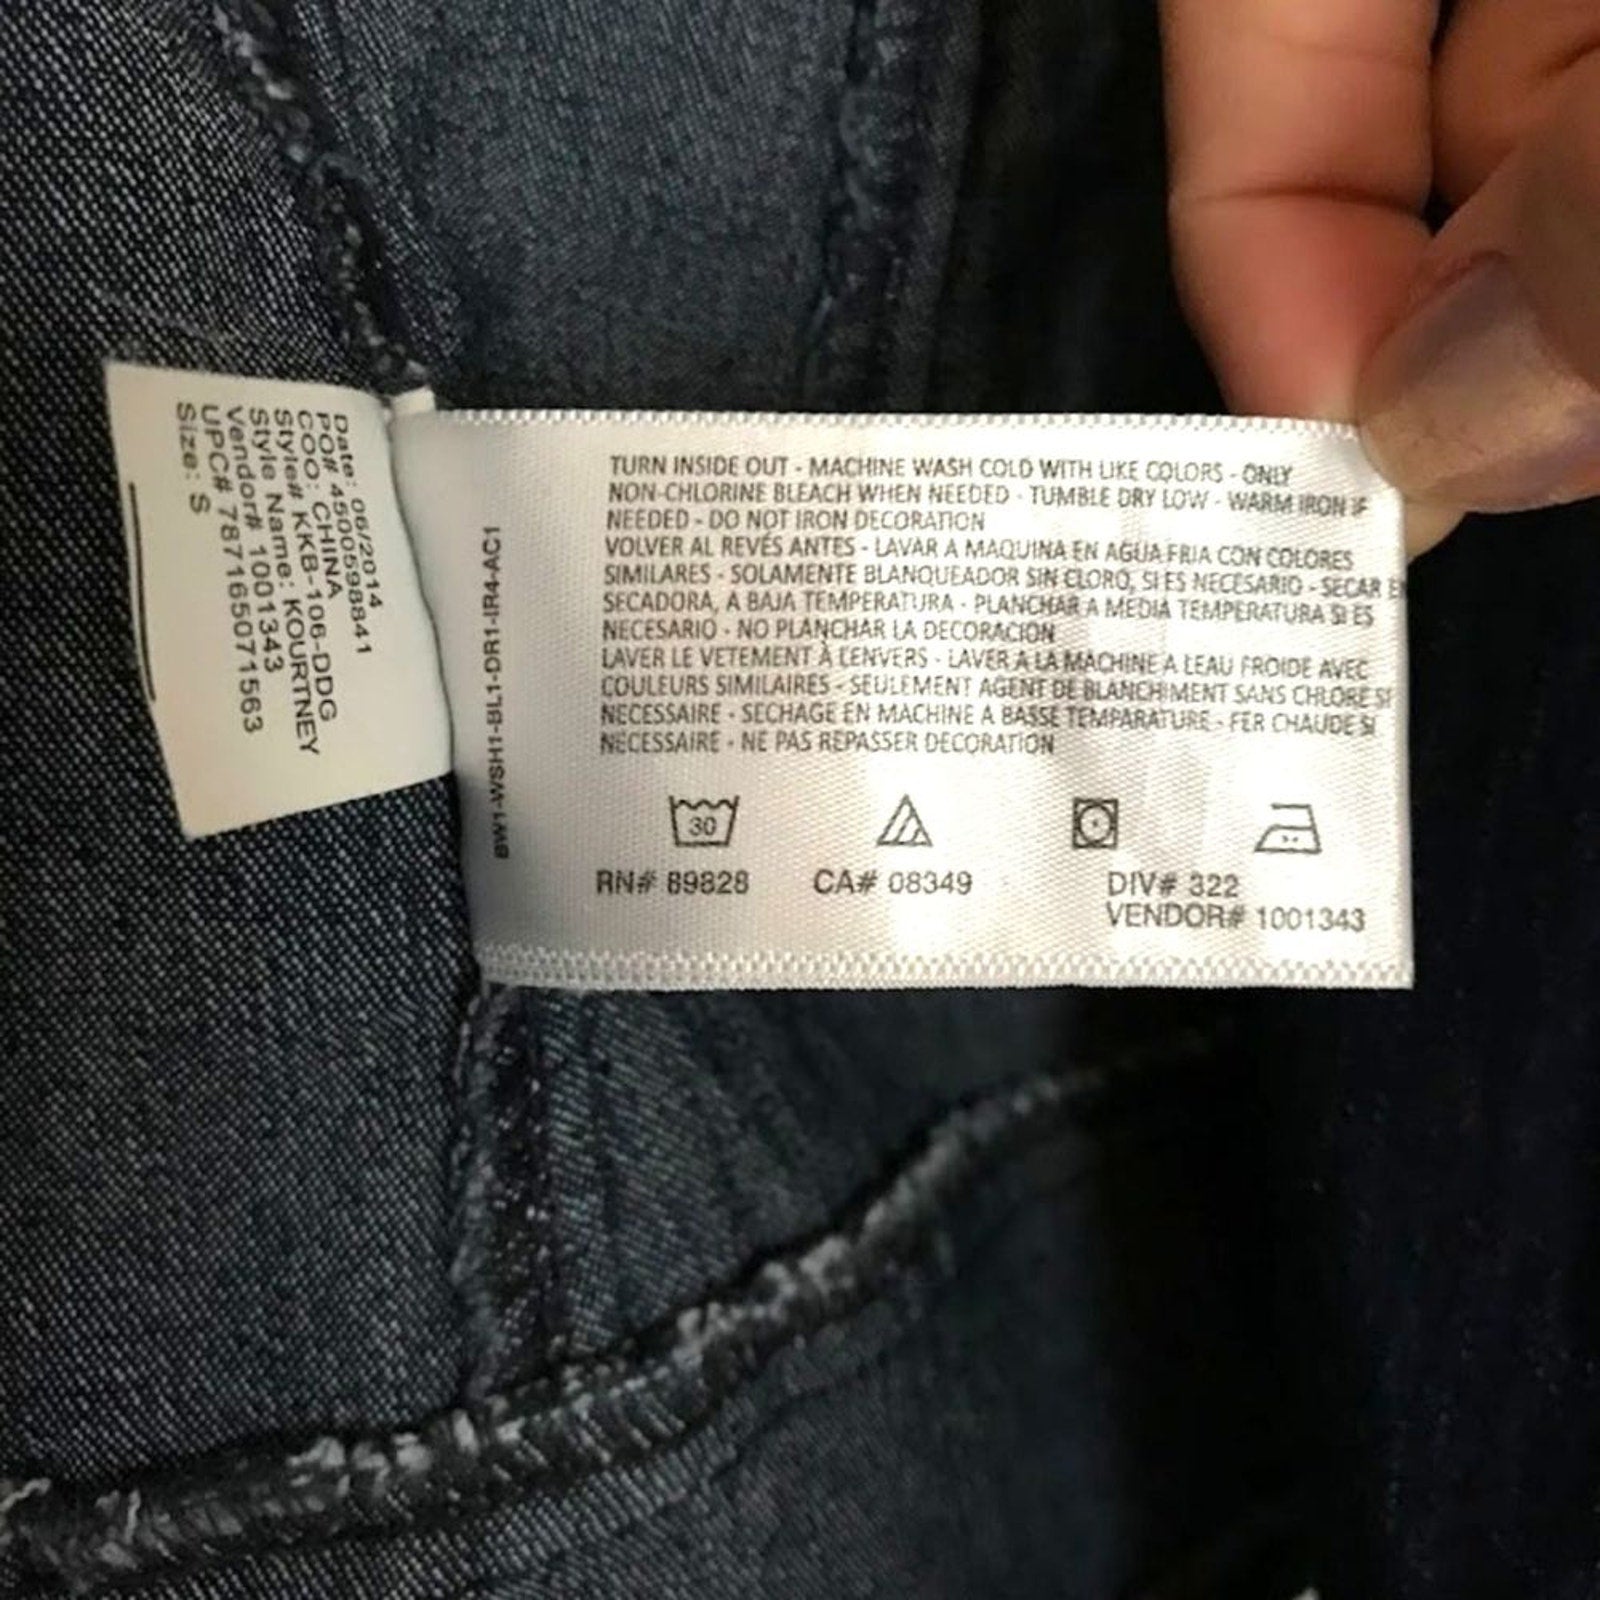 Date: 06/2014
PO# 4500598841
COO: CHINA
Style# KKB-106-DDG
Style Name: KOURTNEY
Vendor# 1001343
UPC# 787165071563
Size: S
BW1-WSH1-BL1-DR1-IR4-AC1
TURN INSIDE OUT - MACHINE WASH COLD WITH LIKE COLORS - ONLY
NON-CHLORINE BLEACH WHEN NEEDED - TUMBLE DRY LOW - WARM IRON IF
NEEDED - DO NOT IRON DECORATION
VOLVER AL REVÉS ANTES - LAVAR A MAQUINA EN AGUA FRIA CON COLORES
SIMILARES - SOLAMENTE BLANQUEADOR SIN CLORO, SI ES NECESARIO - SECAR EN
SECADORA, A BAJA TEMPERATURA - PLANCHAR A MEDIA TEMPERATURA SI ES
NECESARIO - NO PLANCHAR LA DECORACION
LAVER LE VETEMENT À L'ENVERS - LAVER A LA MACHINE A LEAU FROIDE AVEC
COULEURS SIMILAIRES - SEULEMENT AGENT DE BLANCHIMENT SANS CHLORE SI
NECESSAIRE - SECHAGE EN MACHINE A BASSE TEMPARATURE - FER CHAUDE SI
NECESSAIRE - NE PAS REPASSER DECORATION
30
RN# 89828 CA# 08349 DIV# 322
VENDOR# 1001343